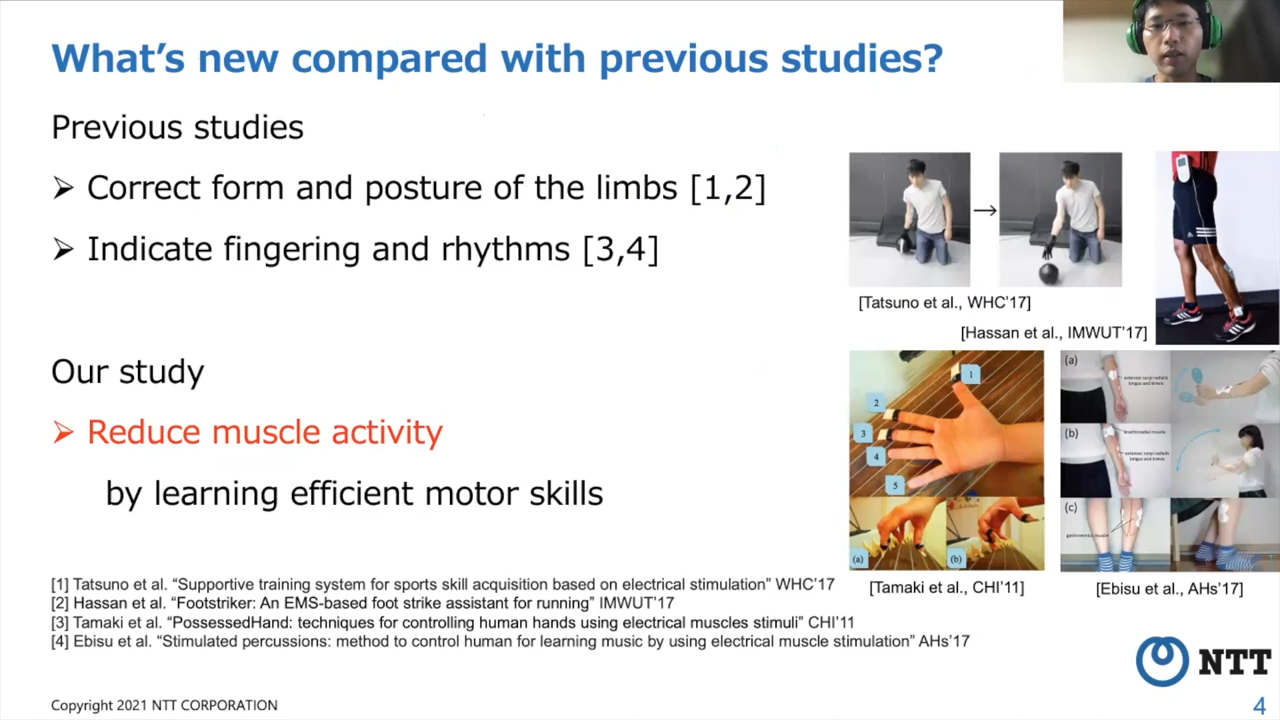 What's new compared with previous studies?
Previous studies
➢ Correct form and posture of the limbs [1,2]
➢ Indicate fingering and rhythms [3,4]
Our study
➢ Reduce muscle activity
by learning efficient motor skills
→
[Tatsuno et al., WHC'17]
[Hassan et al., IMWUT'17]
1
2
3
4
5
(a)
(b)
[Tamaki et al., CHI'11]
(a)
(b)
(c)
[Ebisu et al., AHs'17]
[1] Tatsuno et al. “Supportive training system for sports skill acquisition based on electrical stimulation” WHC'17
[2] Hassan et al. “Footstriker: An EMS-based foot strike assistant for running” IMWUT'17
[3] Tamaki et al. “PossessedHand: techniques for controlling human hands using electrical muscles stimuli” CHI'11
[4] Ebisu et al. “Stimulated percussions: method to control human for learning music by using electrical muscle stimulation” AHs'17
NTT
Copyright 2021 NTT CORPORATION
4